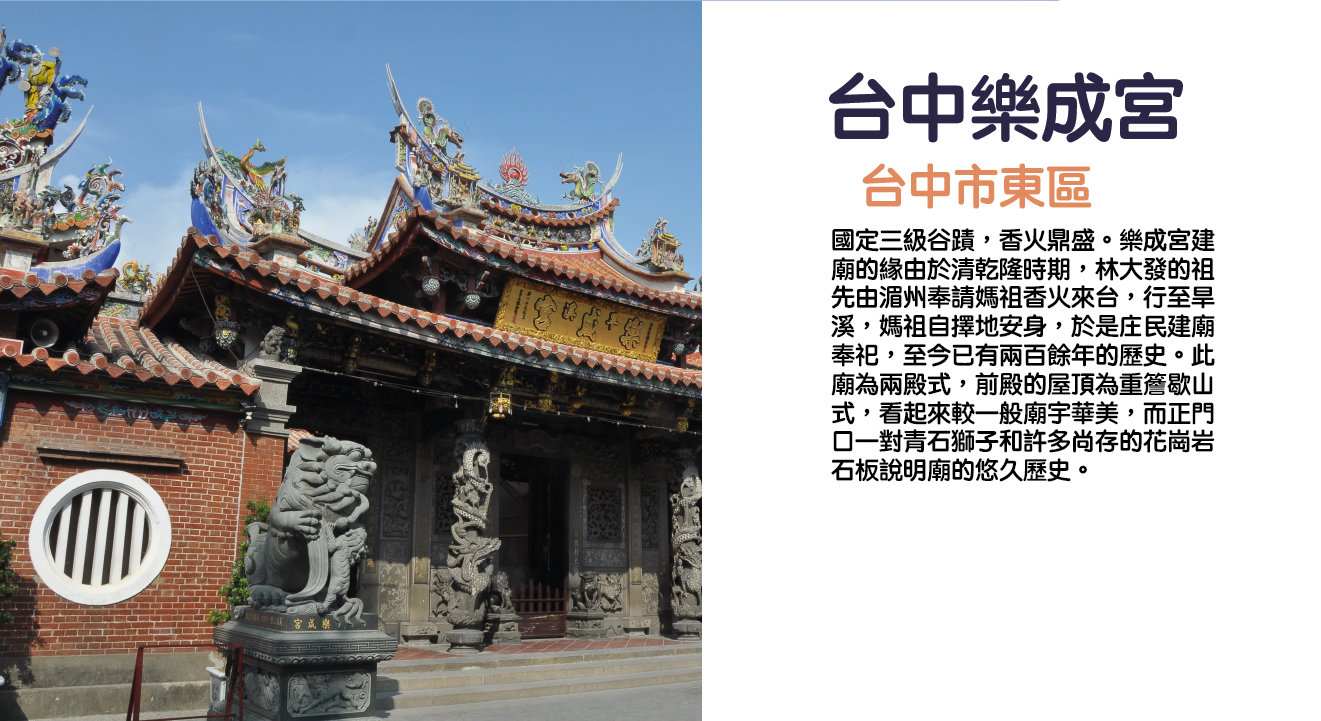 台中樂成宮
台中市東區
國定三級谷蹟，香火鼎盛。樂成宮建
廟的緣由於清乾隆時期，林大發的祖
先由湄州奉請媽祖香火來台，行至旱
溪，媽祖自擇地安身，於是庄民建廟
奉祀，至今已有兩百餘年的歷史。此
廟為兩殿式，前殿的屋頂為重簷歇山
式，看起來較一般廟宇華美，而正門
口一對青石獅子和許多尚存的花崗岩
石板說明廟的悠久歷史。
宮成樂